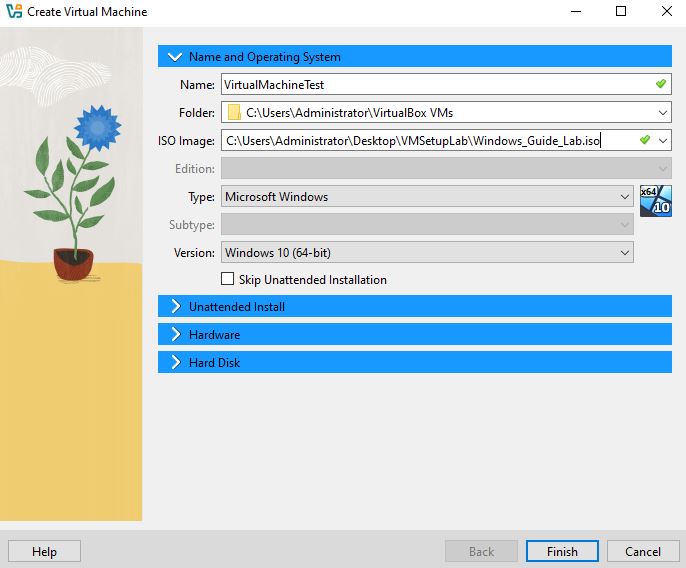 Create Virtual Machine
Name and Operating System
Name: VirtualMachineTest
Folder: C:\Users\Administrator\VirtualBox VMs
ISO Image: C:\Users\Administrator\Desktop\VMSetupLab\Windows_Guide_Lab.iso
Edition:
Type: Microsoft Windows
x64
10
Subtype:
Version: Windows 10 (64-bit)
Skip Unattended Installation
Unattended Install
Hardware
Hard Disk
Help Back Finish Cancel